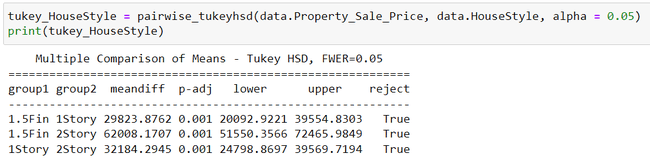 tukey_HouseStyle = pairwise_tukeyhsd(data.Property_Sale_Price, data.HouseStyle, alpha = 0.05)
print(tukey_HouseStyle)
Multiple Comparison of Means - Tukey HSD, FWER=0.05
===========================================================
group1 group2 meandiff p-adj lower upper reject
-----------------------------------------------------------
1.5Fin 1Story 29823.8762 0.001 20092.9221 39554.8303 True
1.5Fin 2Story 62008.1707 0.001 51550.3566 72465.9849 True
1Story 2Story 32184.2945 0.001 24798.8697 39569.7194 True